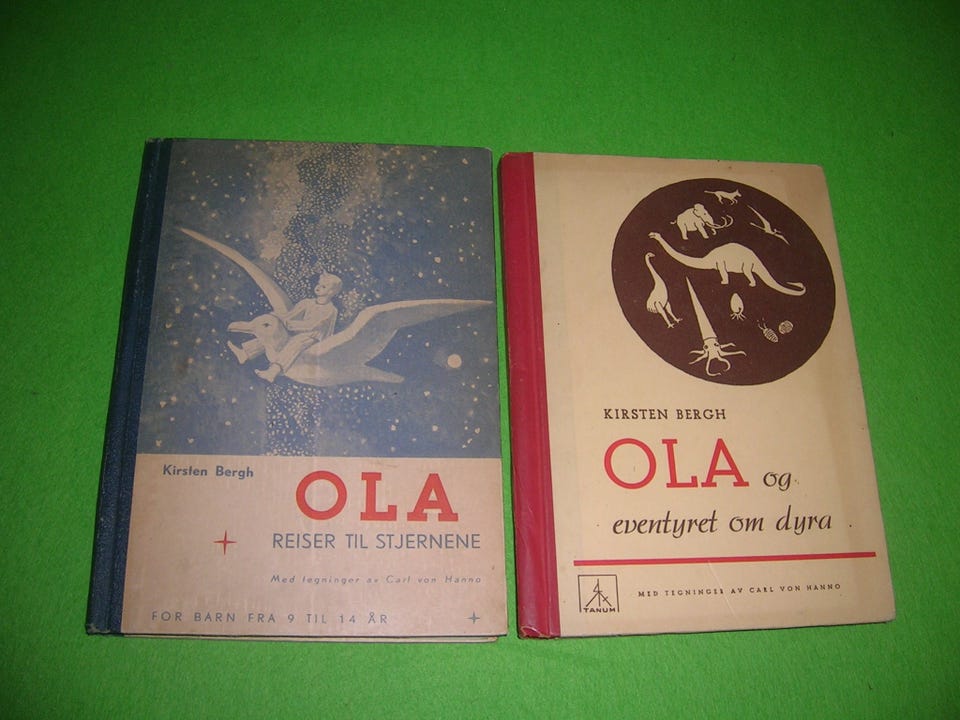 Kirsten Bergh
OLA
REISER TIL STJERNENE
Med tegninger av Carl von Hanno
FOR BARN FRA 9 TIL 14 ÅR
KIRSTEN BERGH
OLA og
eventyret om dyra
TANUM
MED TEGNINGER AV CARL VON HANNO